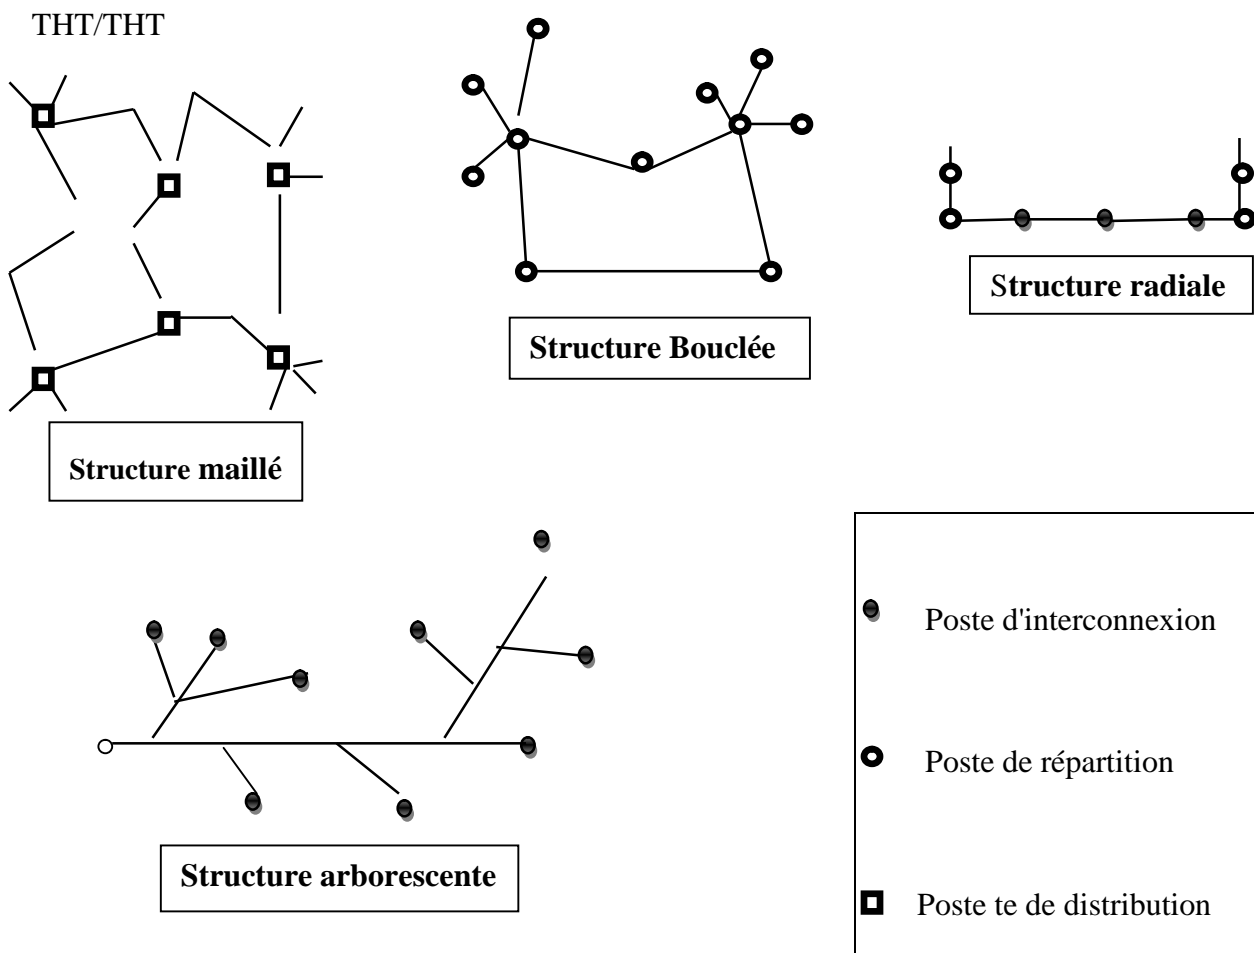 THT/THT
Structure radiale
Structure Bouclée
Structure maillé
Poste d'interconnexion
Poste de répartition
Structure arborescente
Poste te de distribution